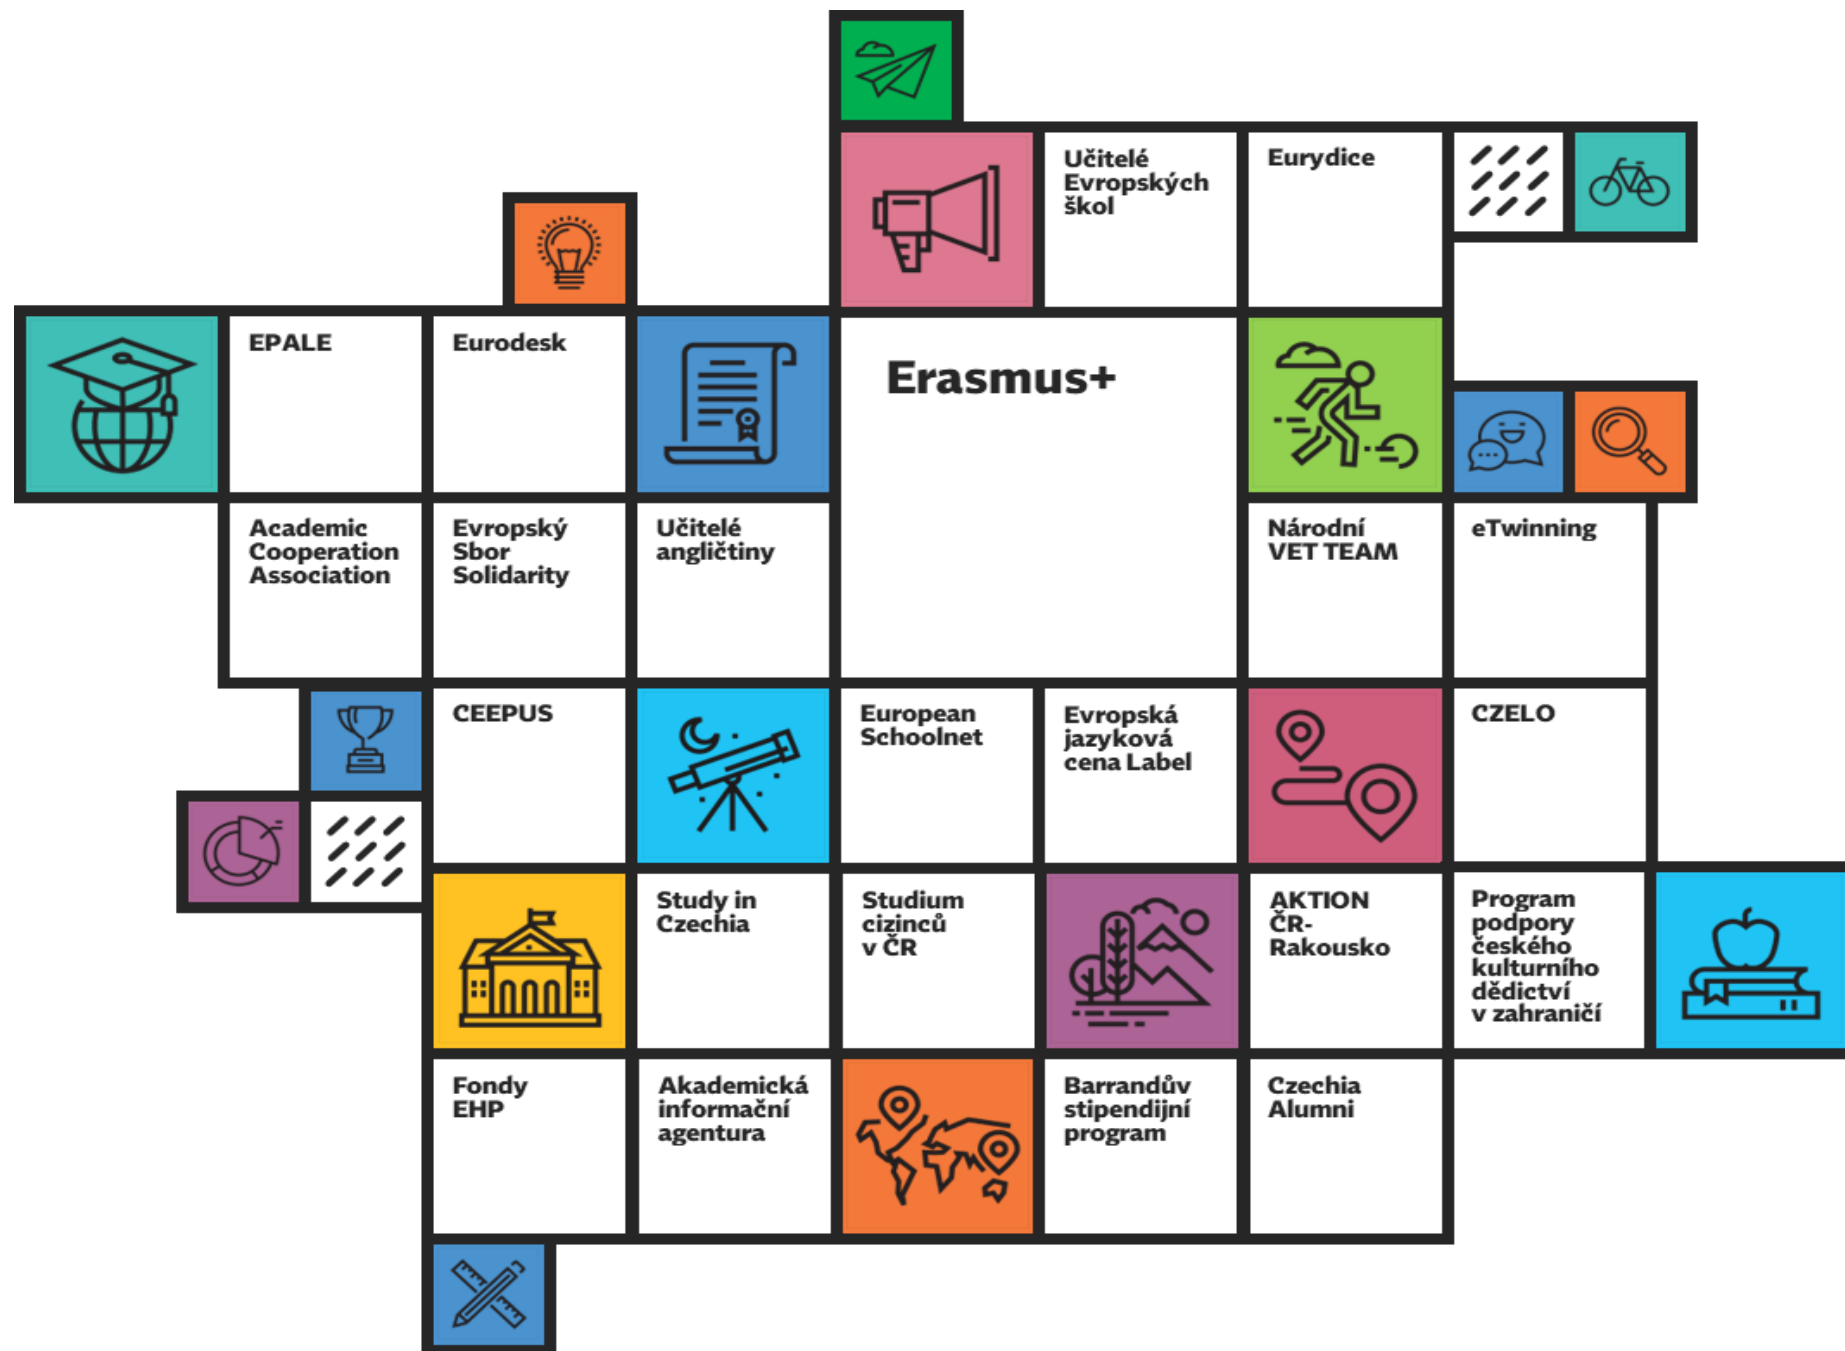 Učitelé
Evropských
škol
Eurydice
EPALE
Eurodesk
Erasmus+
Academic
Cooperation
Association
Evropský
Sbor
Solidarity
Učitelé
angličtiny
Národní
VET TEAM
eTwinning
CEEPUS
European
Schoolnet
Evropská
jazyková
cena Label
CZELO
Study in
Czechia
Studium
cizinců
v ČR
AKTION
ČR-
Rakousko
Program
podpory
českého
kulturního
dědictví
v zahraničí
Fondy
EHP
Akademická
informační
agentura
Barrandův
stipendijní
program
Czechia
Alumni